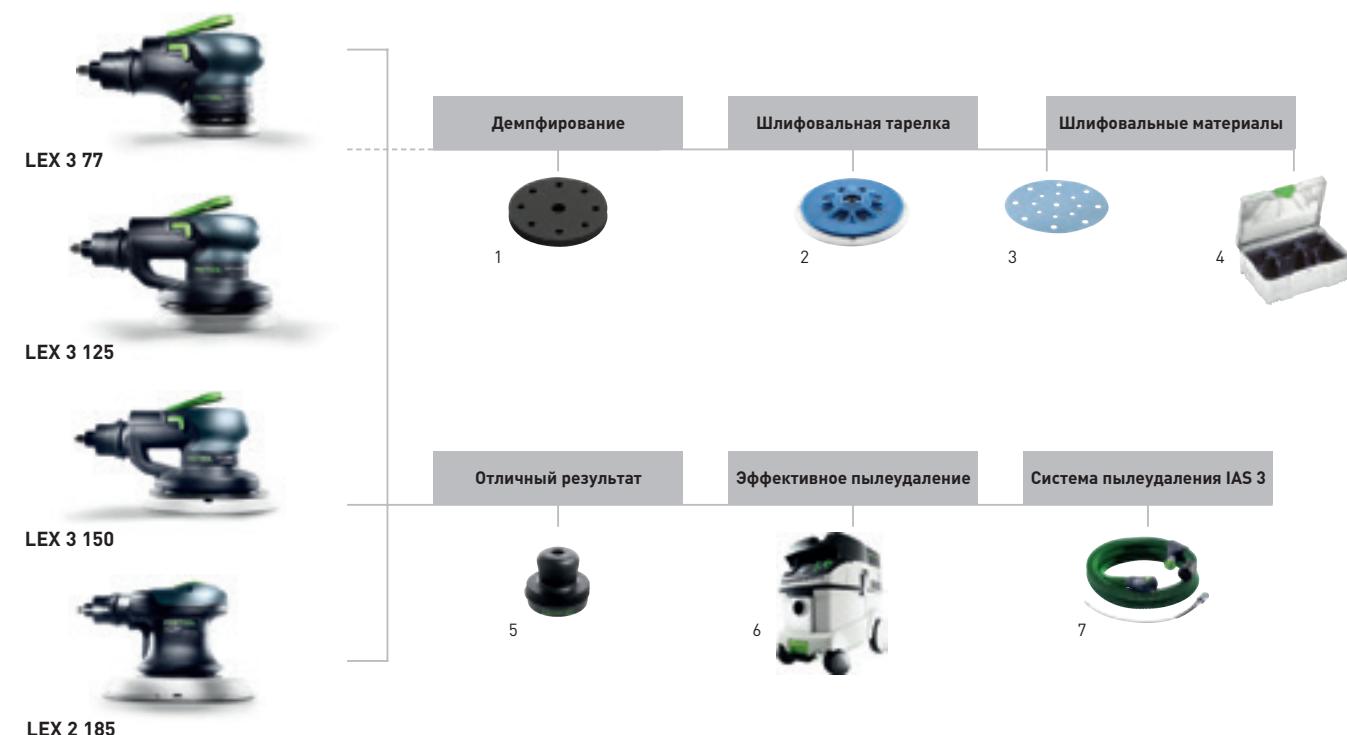 LEX 3 77
LEX 3 125
LEX 3 150
LEX 2 185
Демпфирование
Шлифовальная тарелка
Шлифовальные материалы
1
2
3
4
Отличный результат
Эффективное пылеудаление
Система пылеудаления IAS 3
5
6
7